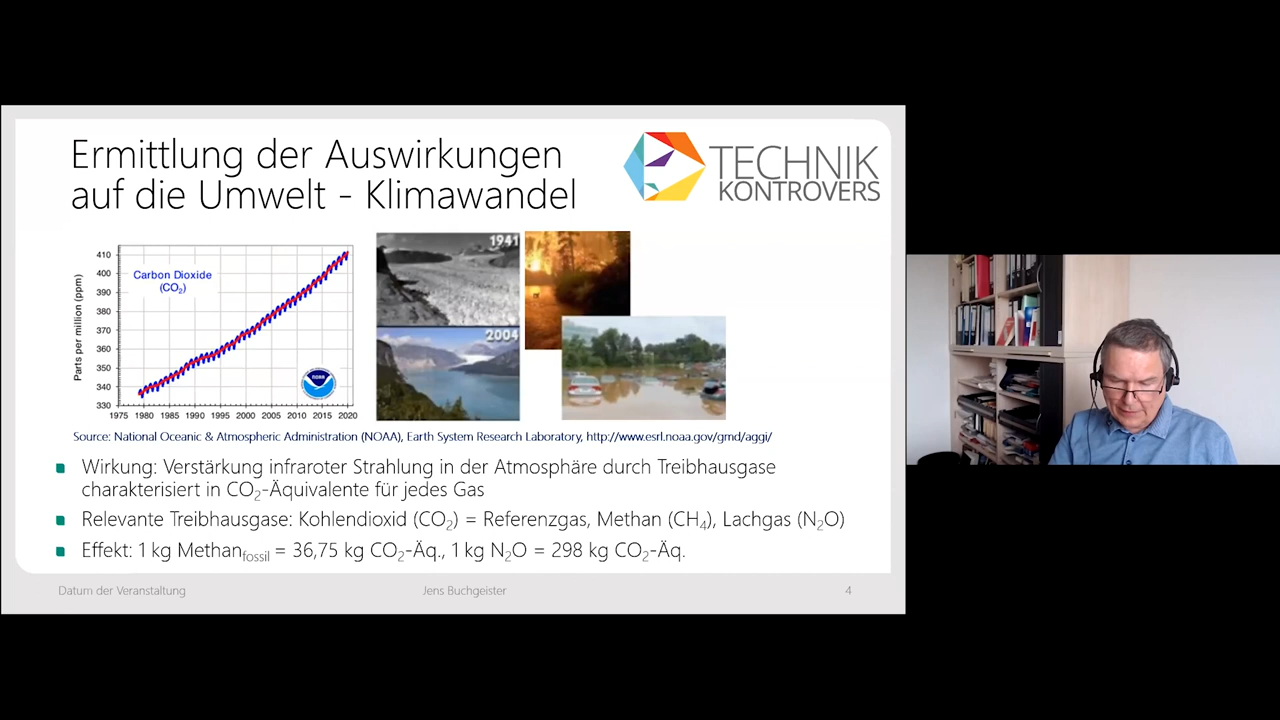 Ermittlung der Auswirkungen
auf die Umwelt - Klimawandel
TECHNIK
KONTROVERS
Carbon Dioxide
(CO₂)
Parts per million (ppm)
410
400
390
380
370
360
350
340
330
1975 1980 1985 1990 1995 2000 2005 2010 2015 2020
NOAA
1941
2004
Source: National Oceanic & Atmospheric Administration (NOAA), Earth System Research Laboratory, http://www.esrl.noaa.gov/gmd/aggi/
Wirkung: Verstärkung infraroter Strahlung in der Atmosphäre durch Treibhausgase
charakterisiert in CO₂-Äquivalente für jedes Gas
Relevante Treibhausgase: Kohlendioxid (CO₂) = Referenzgas, Methan (CH₄), Lachgas (N₂O)
Effekt: 1 kg Methan fossil = 36,75 kg CO₂-Äq., 1 kg N₂O = 298 kg CO₂-Äq.
Datum der Veranstaltung Jens Buchgeister 4